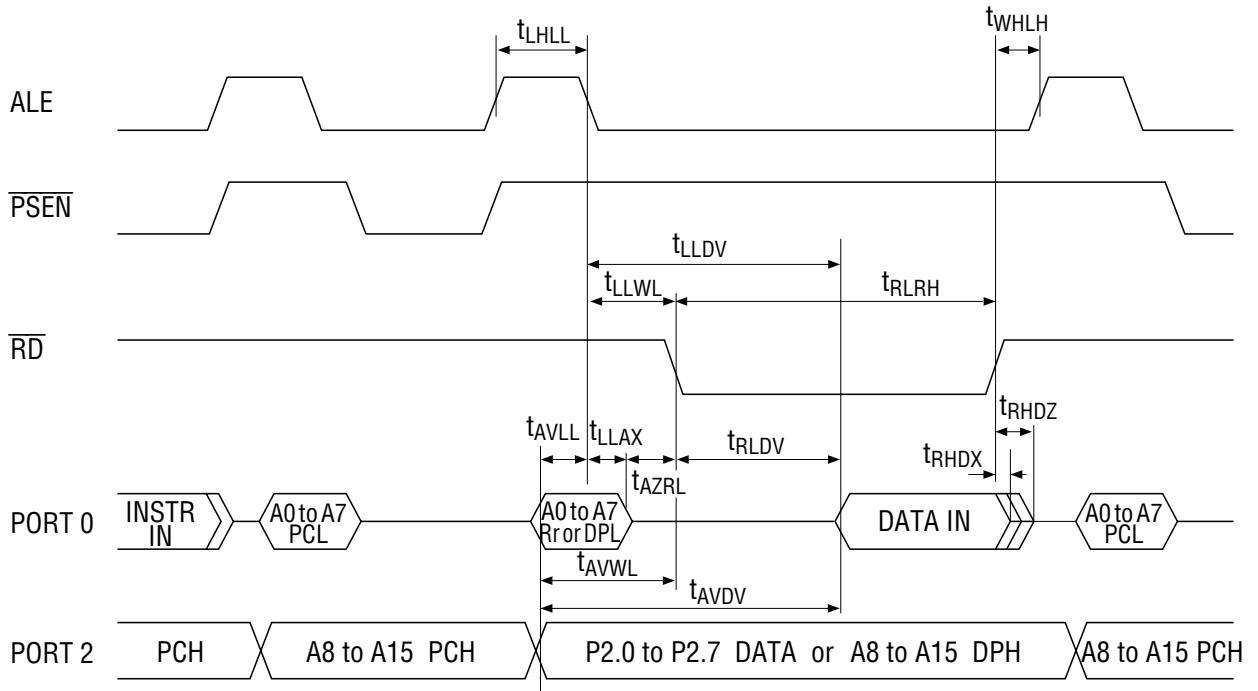 tLHLL
tWHLH
ALE
PSEN
tLLDV
tLLWL
tRLRH
RD
tRHDZ
tAVLL
tLLAX
tRLDV
tRHDX
tAZRL
PORT 0
INSTR
IN
A0 to A7
PCL
A0 to A7
Rr or DPL
DATA IN
A0 to A7
PCL
tAVWL
tAVDV
PORT 2
PCH
A8 to A15 PCH
P2.0 to P2.7 DATA or A8 to A15 DPH
A8 to A15 PCH